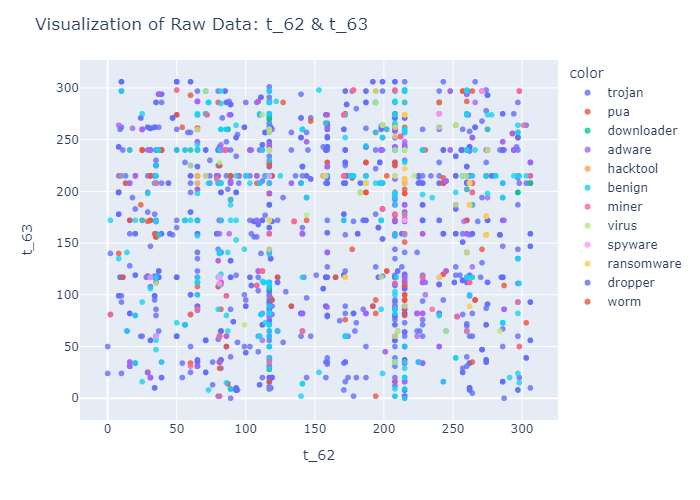 Visualization of Raw Data: t_62 & t_63
color
trojan
pua
downloader
adware
hacktool
benign
miner
virus
spyware
ransomware
dropper
worm
300
250
200
150
100
50
0
t_63
0 50 100 150 200 250 300
t_62